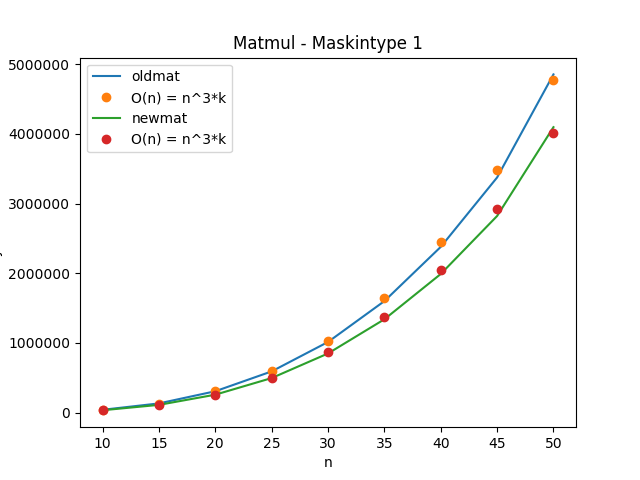 Matmul - Maskintype 1
oldmat
O(n) = n^3*k
newmat
O(n) = n^3*k
5000000
4000000
3000000
2000000
1000000
0
10 15 20 25 30 35 40 45 50
n